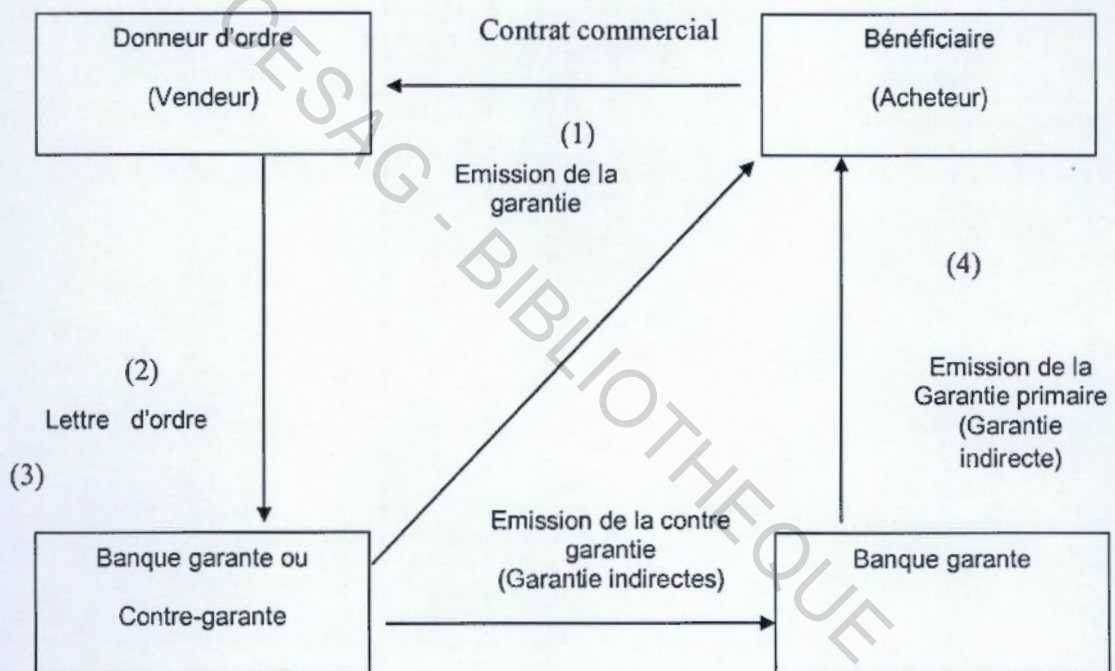 Donneur d'ordre
(Vendeur)
Contrat commercial
Bénéficiaire
(Acheteur)
(1)
Emission de la
garantie
(4)
(2)
Lettre d'ordre
(3)
Emission de la
Garantie primaire
(Garantie
indirecte)
Banque garante ou
Contre-garante
Emission de la contre
garantie
(Garantie indirectes)
Banque garante
CESAG - BIBLIOTHEQUE